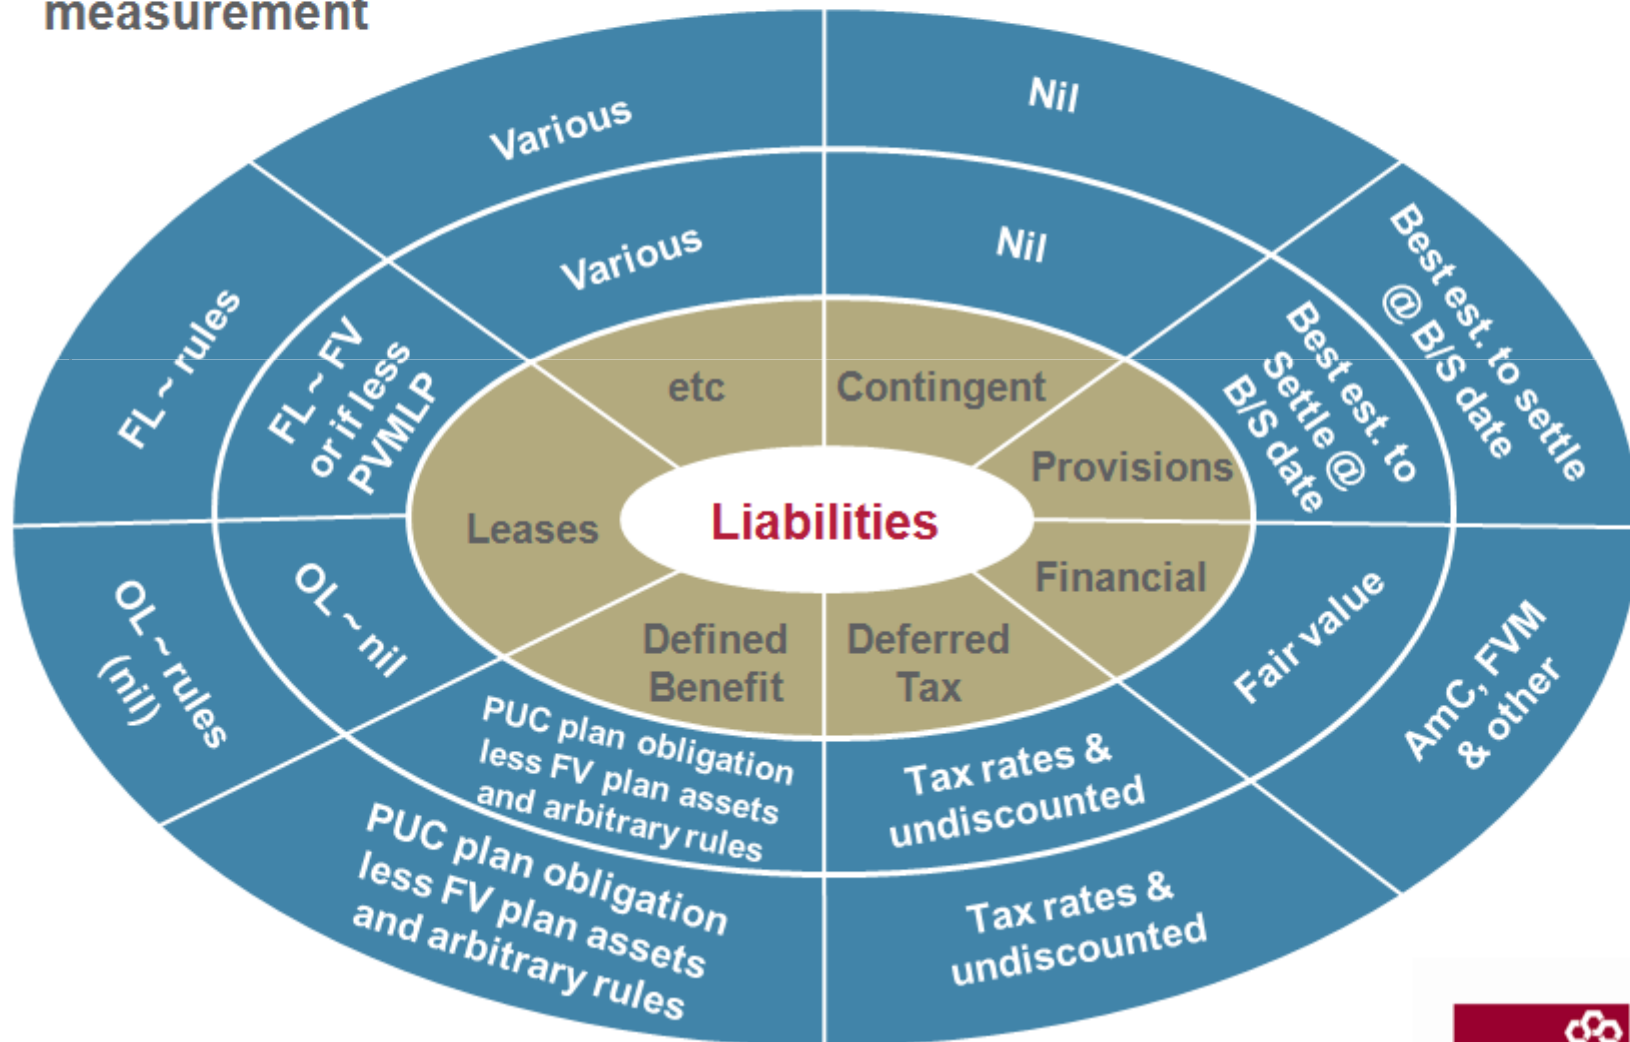 measurement
Various
Nil
Various
Nil
Best est. to settle
@ B/S date
Best est. to
Settle @
B/S date
FL ~ rules
FL ~ FV
or if less
PVMLP
etc
Contingent
Provisions
Leases
Liabilities
Financial
Defined
Benefit
Deferred
Tax
OL ~ rules
(nil)
OL ~ nil
Fair value
AmC, FVM
& other
PUC plan obligation
less FV plan assets
and arbitrary rules
Tax rates &
undiscounted
PUC plan obligation
less FV plan assets
and arbitrary rules
Tax rates &
undiscounted